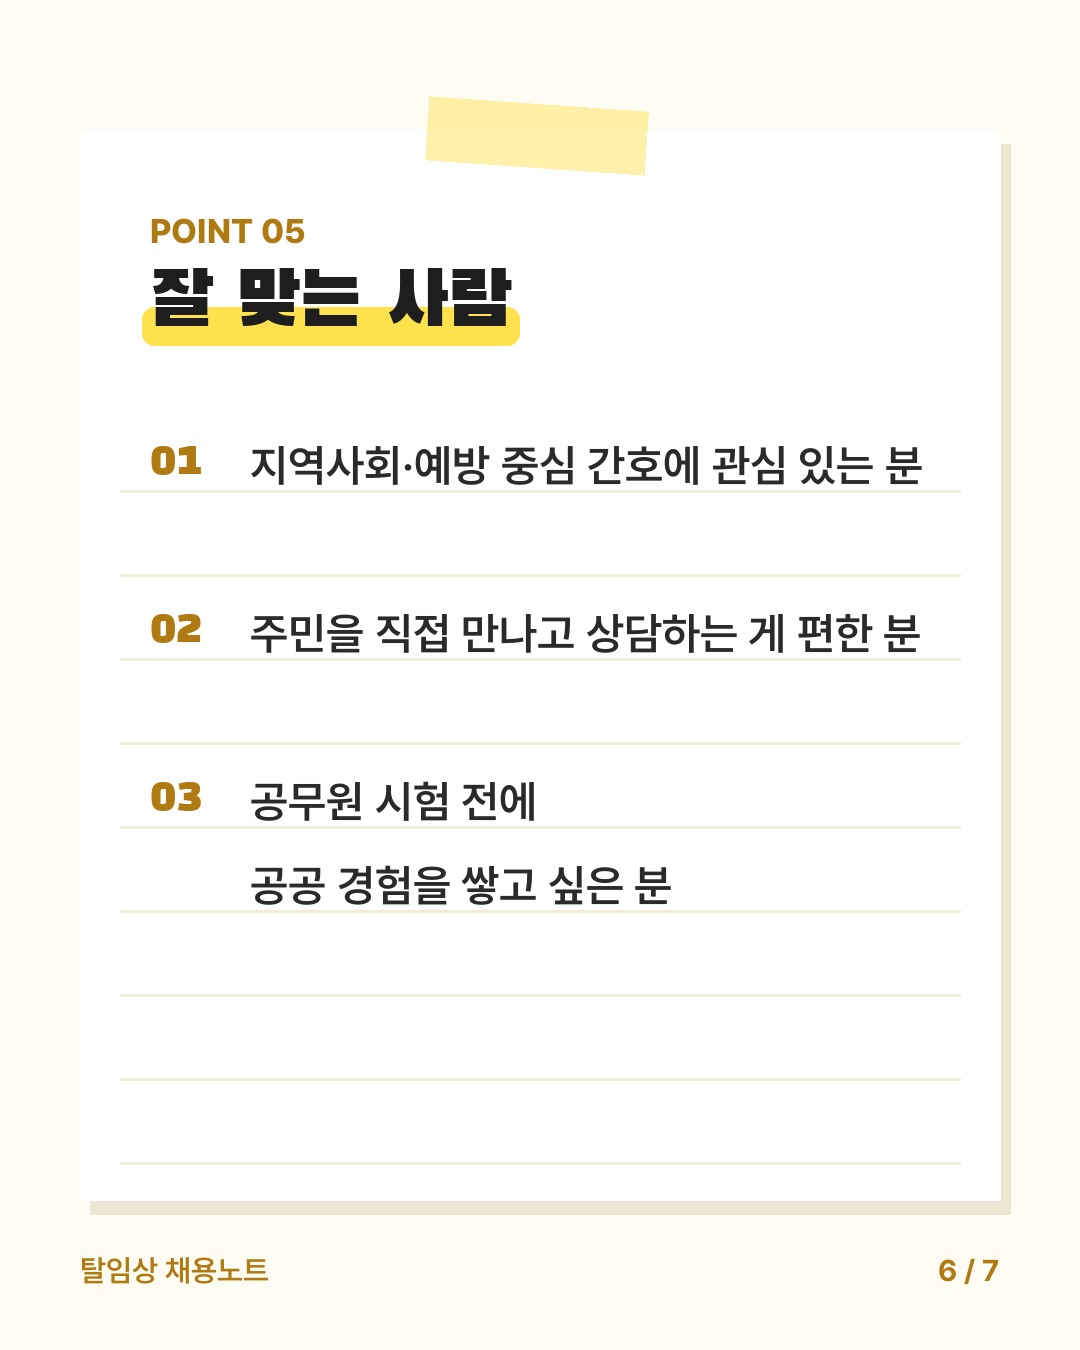 POINT 05
잘 맞는 사람
01 지역사회·예방 중심 간호에 관심 있는 분
02 주민을 직접 만나고 상담하는 게 편한 분
03 공무원 시험 전에
공공 경험을 쌓고 싶은 분
탈임상 채용노트
6 / 7